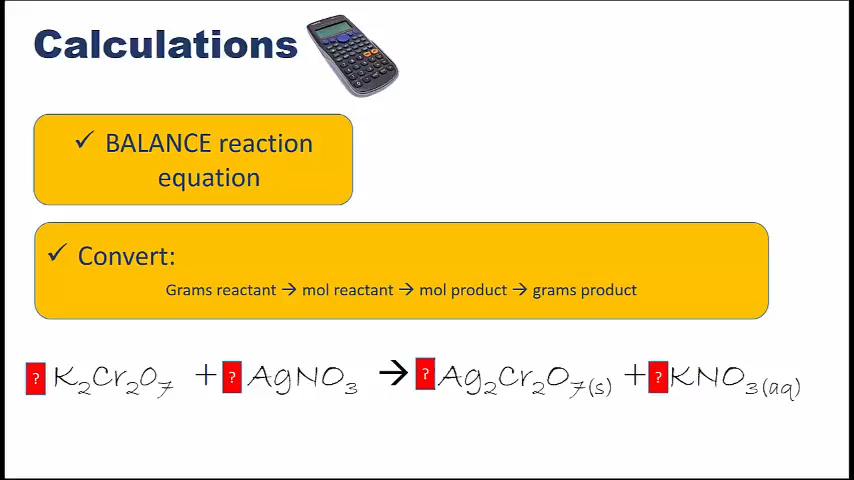 Calculations
✓ BALANCE reaction
equation
✓ Convert:
Grams reactant → mol reactant → mol product → grams product
? K₂Cr₂O₇ + ? AgNO₃ → ? Ag₂Cr₂O₇(s) + ? KNO₃(aq)